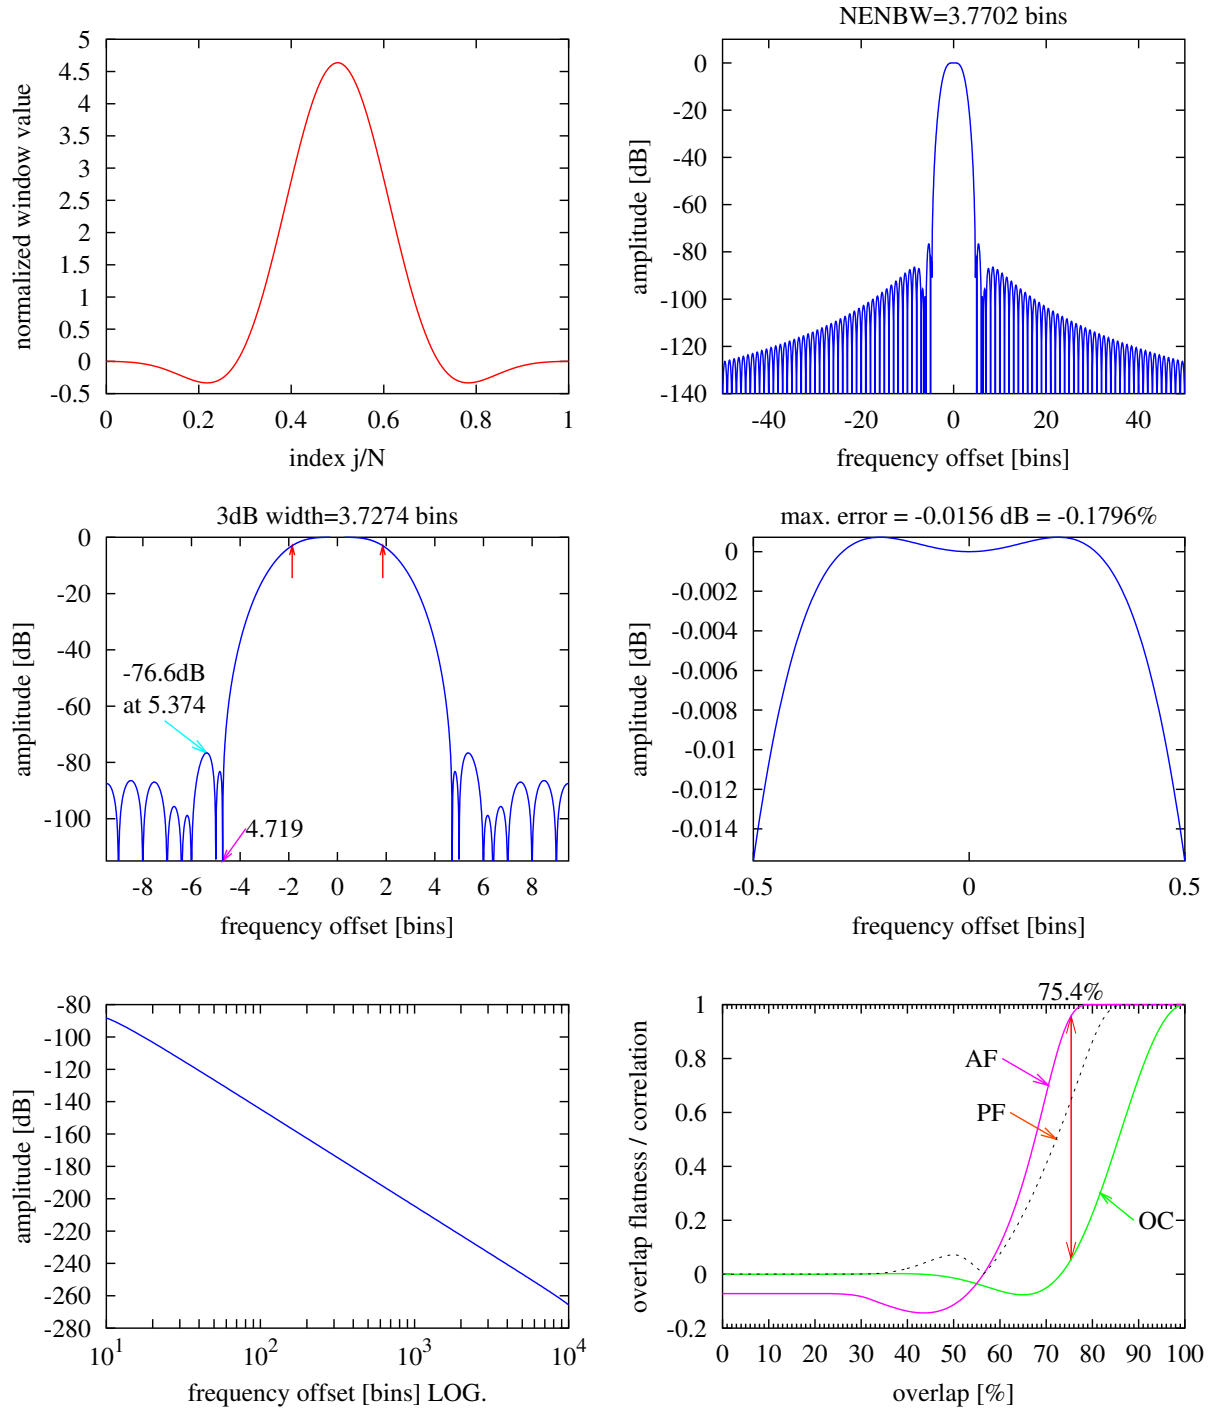 NENBW=3.7702 bins
5
4.5
4
3.5
3
2.5
2
1.5
1
0.5
0
-0.5
normalized window value
0 0.2 0.4 0.6 0.8 1
index j/N
0
-20
-40
-60
-80
-100
-120
-140
amplitude [dB]
-40 -20 0 20 40
frequency offset [bins]
3dB width=3.7274 bins
0
-20
-40
-60
-80
-100
amplitude [dB]
-76.6dB
at 5.374
4.719
-8 -6 -4 -2 0 2 4 6 8
frequency offset [bins]
max. error = -0.0156 dB = -0.1796%
0
-0.002
-0.004
-0.006
-0.008
-0.01
-0.012
-0.014
amplitude [dB]
-0.5 0 0.5
frequency offset [bins]
-80
-100
-120
-140
-160
-180
-200
-220
-240
-260
-280
amplitude [dB]
10¹ 10² 10³ 10⁴
frequency offset [bins] LOG.
75.4%
1
0.8
0.6
0.4
0.2
0
-0.2
overlap flatness / correlation
AF
PF
OC
0 10 20 30 40 50 60 70 80 90 100
overlap [%]